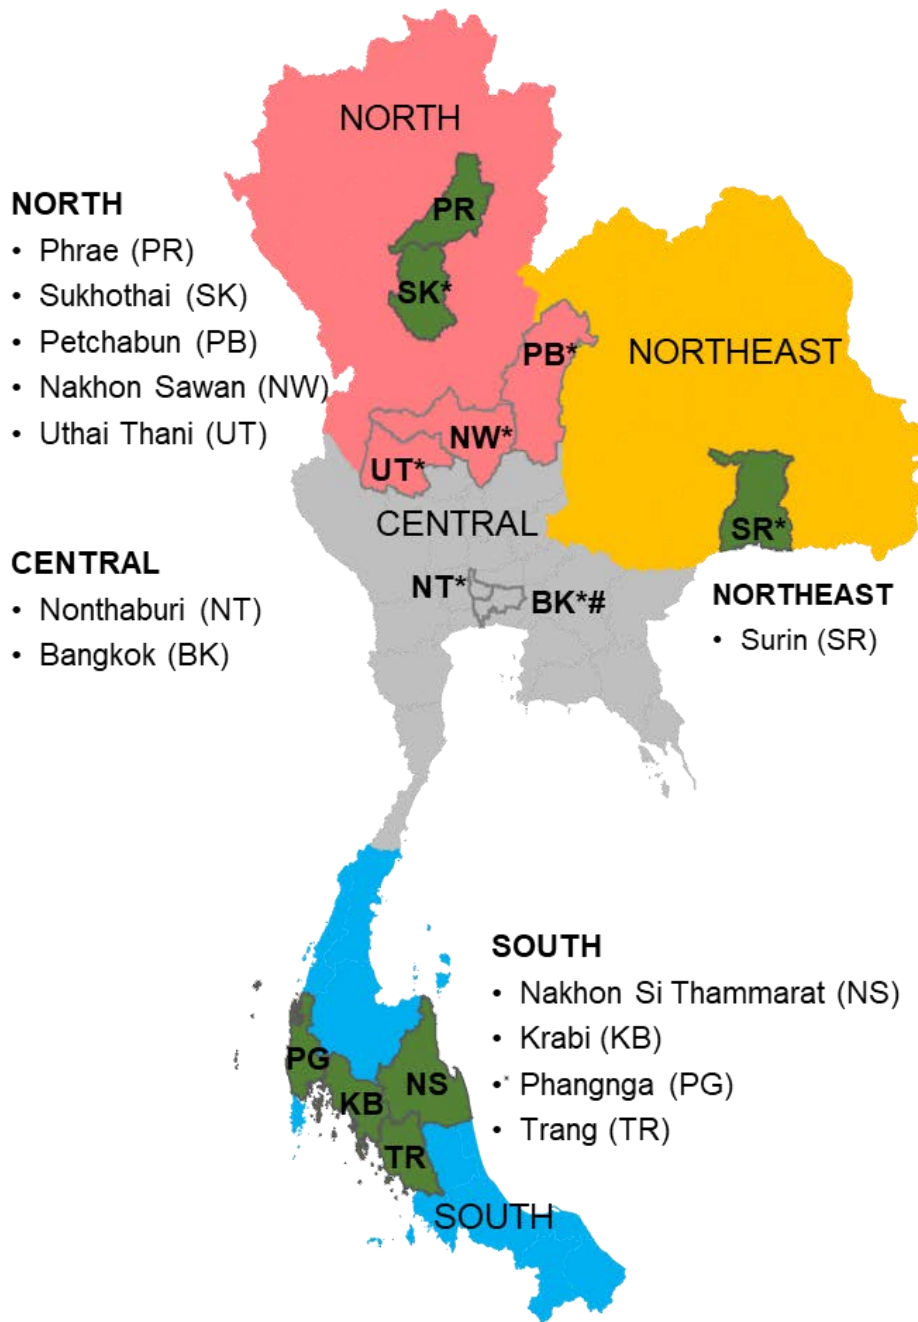 NORTH
PR
NORTH
• Phrae (PR)
• Sukhothai (SK)
• Petchabun (PB)
• Nakhon Sawan (NW)
• Uthai Thani (UT)
SK*
PB*
NORTHEAST
NW*
UT*
SR*
CENTRAL
CENTRAL
• Nonthaburi (NT)
• Bangkok (BK)
NT*
BK*#
NORTHEAST
• Surin (SR)
SOUTH
• Nakhon Si Thammarat (NS)
• Krabi (KB)
• Phangnga (PG)
• Trang (TR)
PG
KB
NS
TR
SOUTH